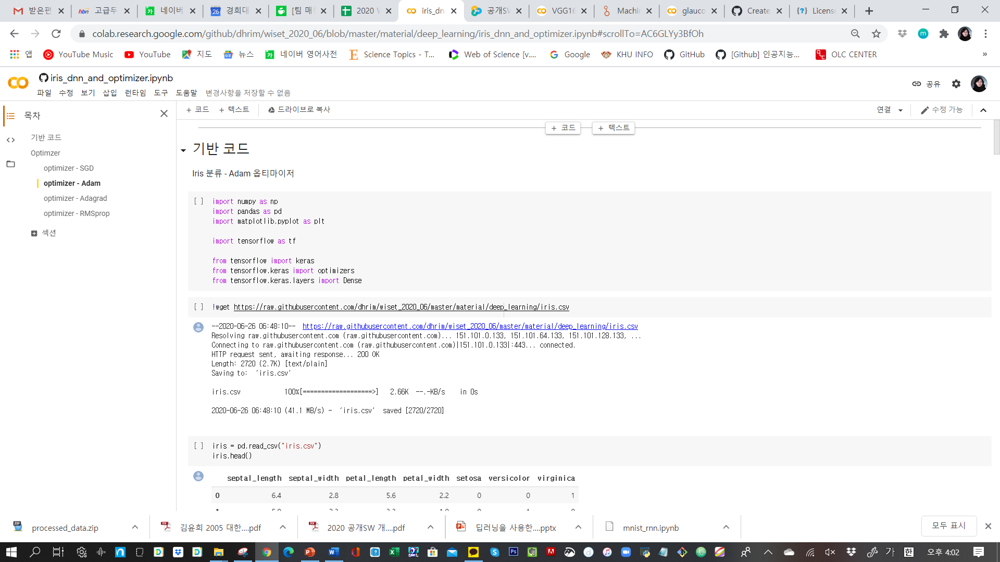 받은편
hbn 고급두
네이버
26 경희대
[팀 매
2020 W
iris_dn
공개SW
VGG16
Machi
glauco
Create
License
colab.research.google.com/github/dhrim/wiset_2020_06/blob/master/material/deep_learning/iris_dnn_and_optimizer.ipynb#scrollTo=AC6GLYy3BfOh
m
앱
YouTube Music
YouTube
지도
뉴스
네이버 영어사전
Science Topics - T...
Web of Science [v....
Google
KHU INFO
GitHub
[Github] 인공지능...
OLC CENTER
»
iris_dnn_and_optimizer.ipynb
공유
파일 수정 보기 삽입 런타임 도구 도움말 변경사항을 저장할 수 없음
목차
+ 코드 + 텍스트 드라이브로 복사
연결 수정 가능
기반 코드
Optimzer
optimizer - SGD
optimizer - Adam
optimizer - Adagrad
optimizer - RMSprop
섹션
+ 코드 + 텍스트
기반 코드
Iris 분류 - Adam 옵티마이저
[ ] import numpy as np
import pandas as pd
import matplotlib.pyplot as plt
import tensorflow as tf
from tensorflow import keras
from tensorflow.keras import optimizers
from tensorflow.keras.layers import Dense
[ ] !wget https://raw.githubusercontent.com/dhrim/wiset_2020_06/master/material/deep_learning/iris.csv
--2020-06-26 06:48:10-- https://raw.githubusercontent.com/dhrim/wiset_2020_06/master/material/deep_learning/iris.csv
Resolving raw.githubusercontent.com (raw.githubusercontent.com)... 151.101.0.133, 151.101.64.133, 151.101.128.133, ...
Connecting to raw.githubusercontent.com (raw.githubusercontent.com)|151.101.0.133|:443... connected.
HTTP request sent, awaiting response... 200 OK
Length: 2720 (2.7K) [text/plain]
Saving to: ‘iris.csv’
iris.csv 100%[===================>] 2.66K --.-KB/s in 0s
2020-06-26 06:48:10 (41.1 MB/s) - ‘iris.csv’ saved [2720/2720]
[ ] iris = pd.read_csv("iris.csv")
iris.head()
septal_length septal_width petal_length petal_width setosa versicolor virginica
0 6.4 2.8 5.6 2.2 0 0 1
processed_data.zip
김윤희 2005 대한....pdf
2020 공개SW 개....pdf
딥러닝을 사용한....pptx
mnist_rnn.ipynb
모두 표시
가 한 오후 4:02